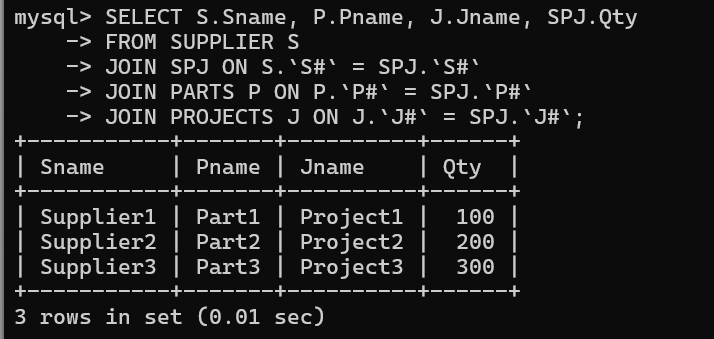 mysql> SELECT S.Sname, P.Pname, J.Jname, SPJ.Qty
    -> FROM SUPPLIER S
    -> JOIN SPJ ON S.`S#` = SPJ.`S#`
    -> JOIN PARTS P ON P.`P#` = SPJ.`P#`
    -> JOIN PROJECTS J ON J.`J#` = SPJ.`J#`;
+-----------+-------+----------+------+
| Sname     | Pname | Jname    | Qty  |
+-----------+-------+----------+------+
| Supplier1 | Part1 | Project1 |  100 |
| Supplier2 | Part2 | Project2 |  200 |
| Supplier3 | Part3 | Project3 |  300 |
+-----------+-------+----------+------+
3 rows in set (0.01 sec)